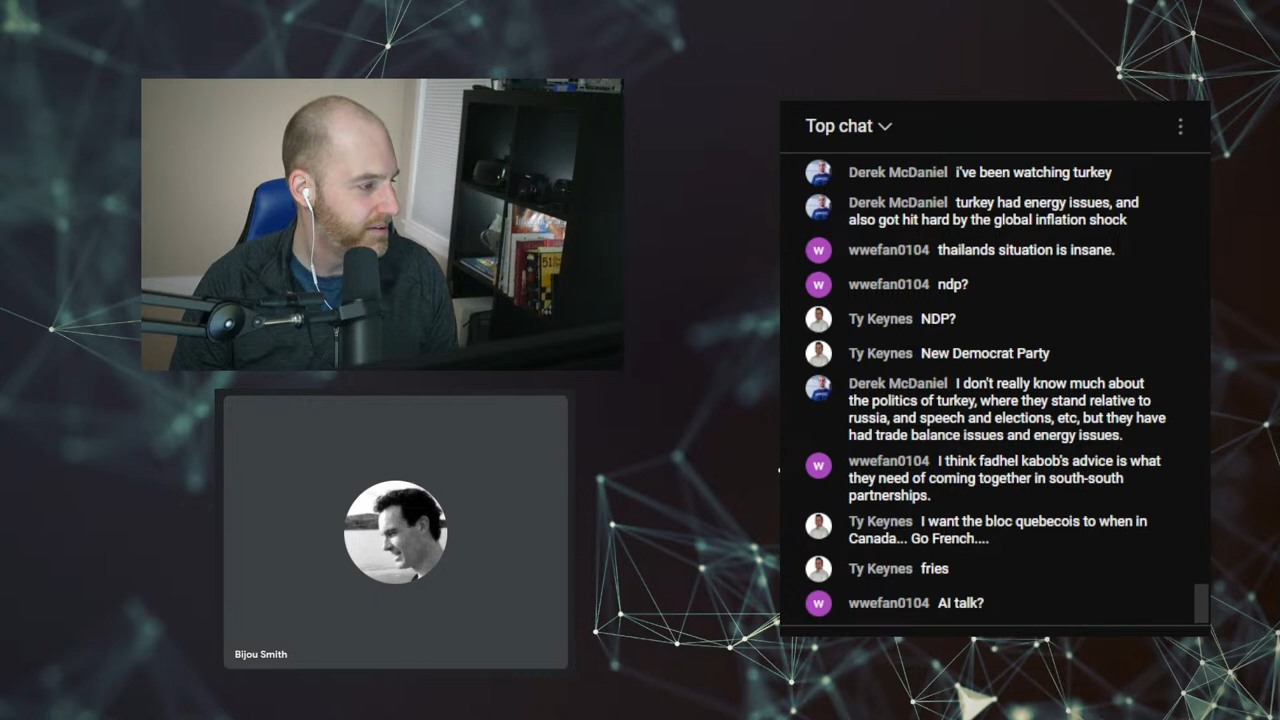 Top chat
Derek McDaniel i've been watching turkey
Derek McDaniel turkey had energy issues, and
also got hit hard by the global inflation shock
w wwefan0104 thailands situation is insane.
w wwefan0104 ndp?
Ty Keynes NDP?
Ty Keynes New Democrat Party
Derek McDaniel I don't really know much about
the politics of turkey, where they stand relative to
russia, and speech and elections, etc, but they have
had trade balance issues and energy issues.
w wwefan0104 I think fadhel kabob's advice is what
they need of coming together in south-south
partnerships.
Ty Keynes I want the bloc quebecois to when in
Canada... Go French....
Ty Keynes fries
w wwefan0104 AI talk?
51
Bijou Smith